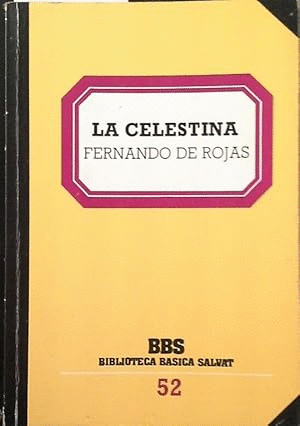 LA CELESTINA
FERNANDO DE ROJAS
BBS
BIBLIOTECA BASICA SALVAT
52